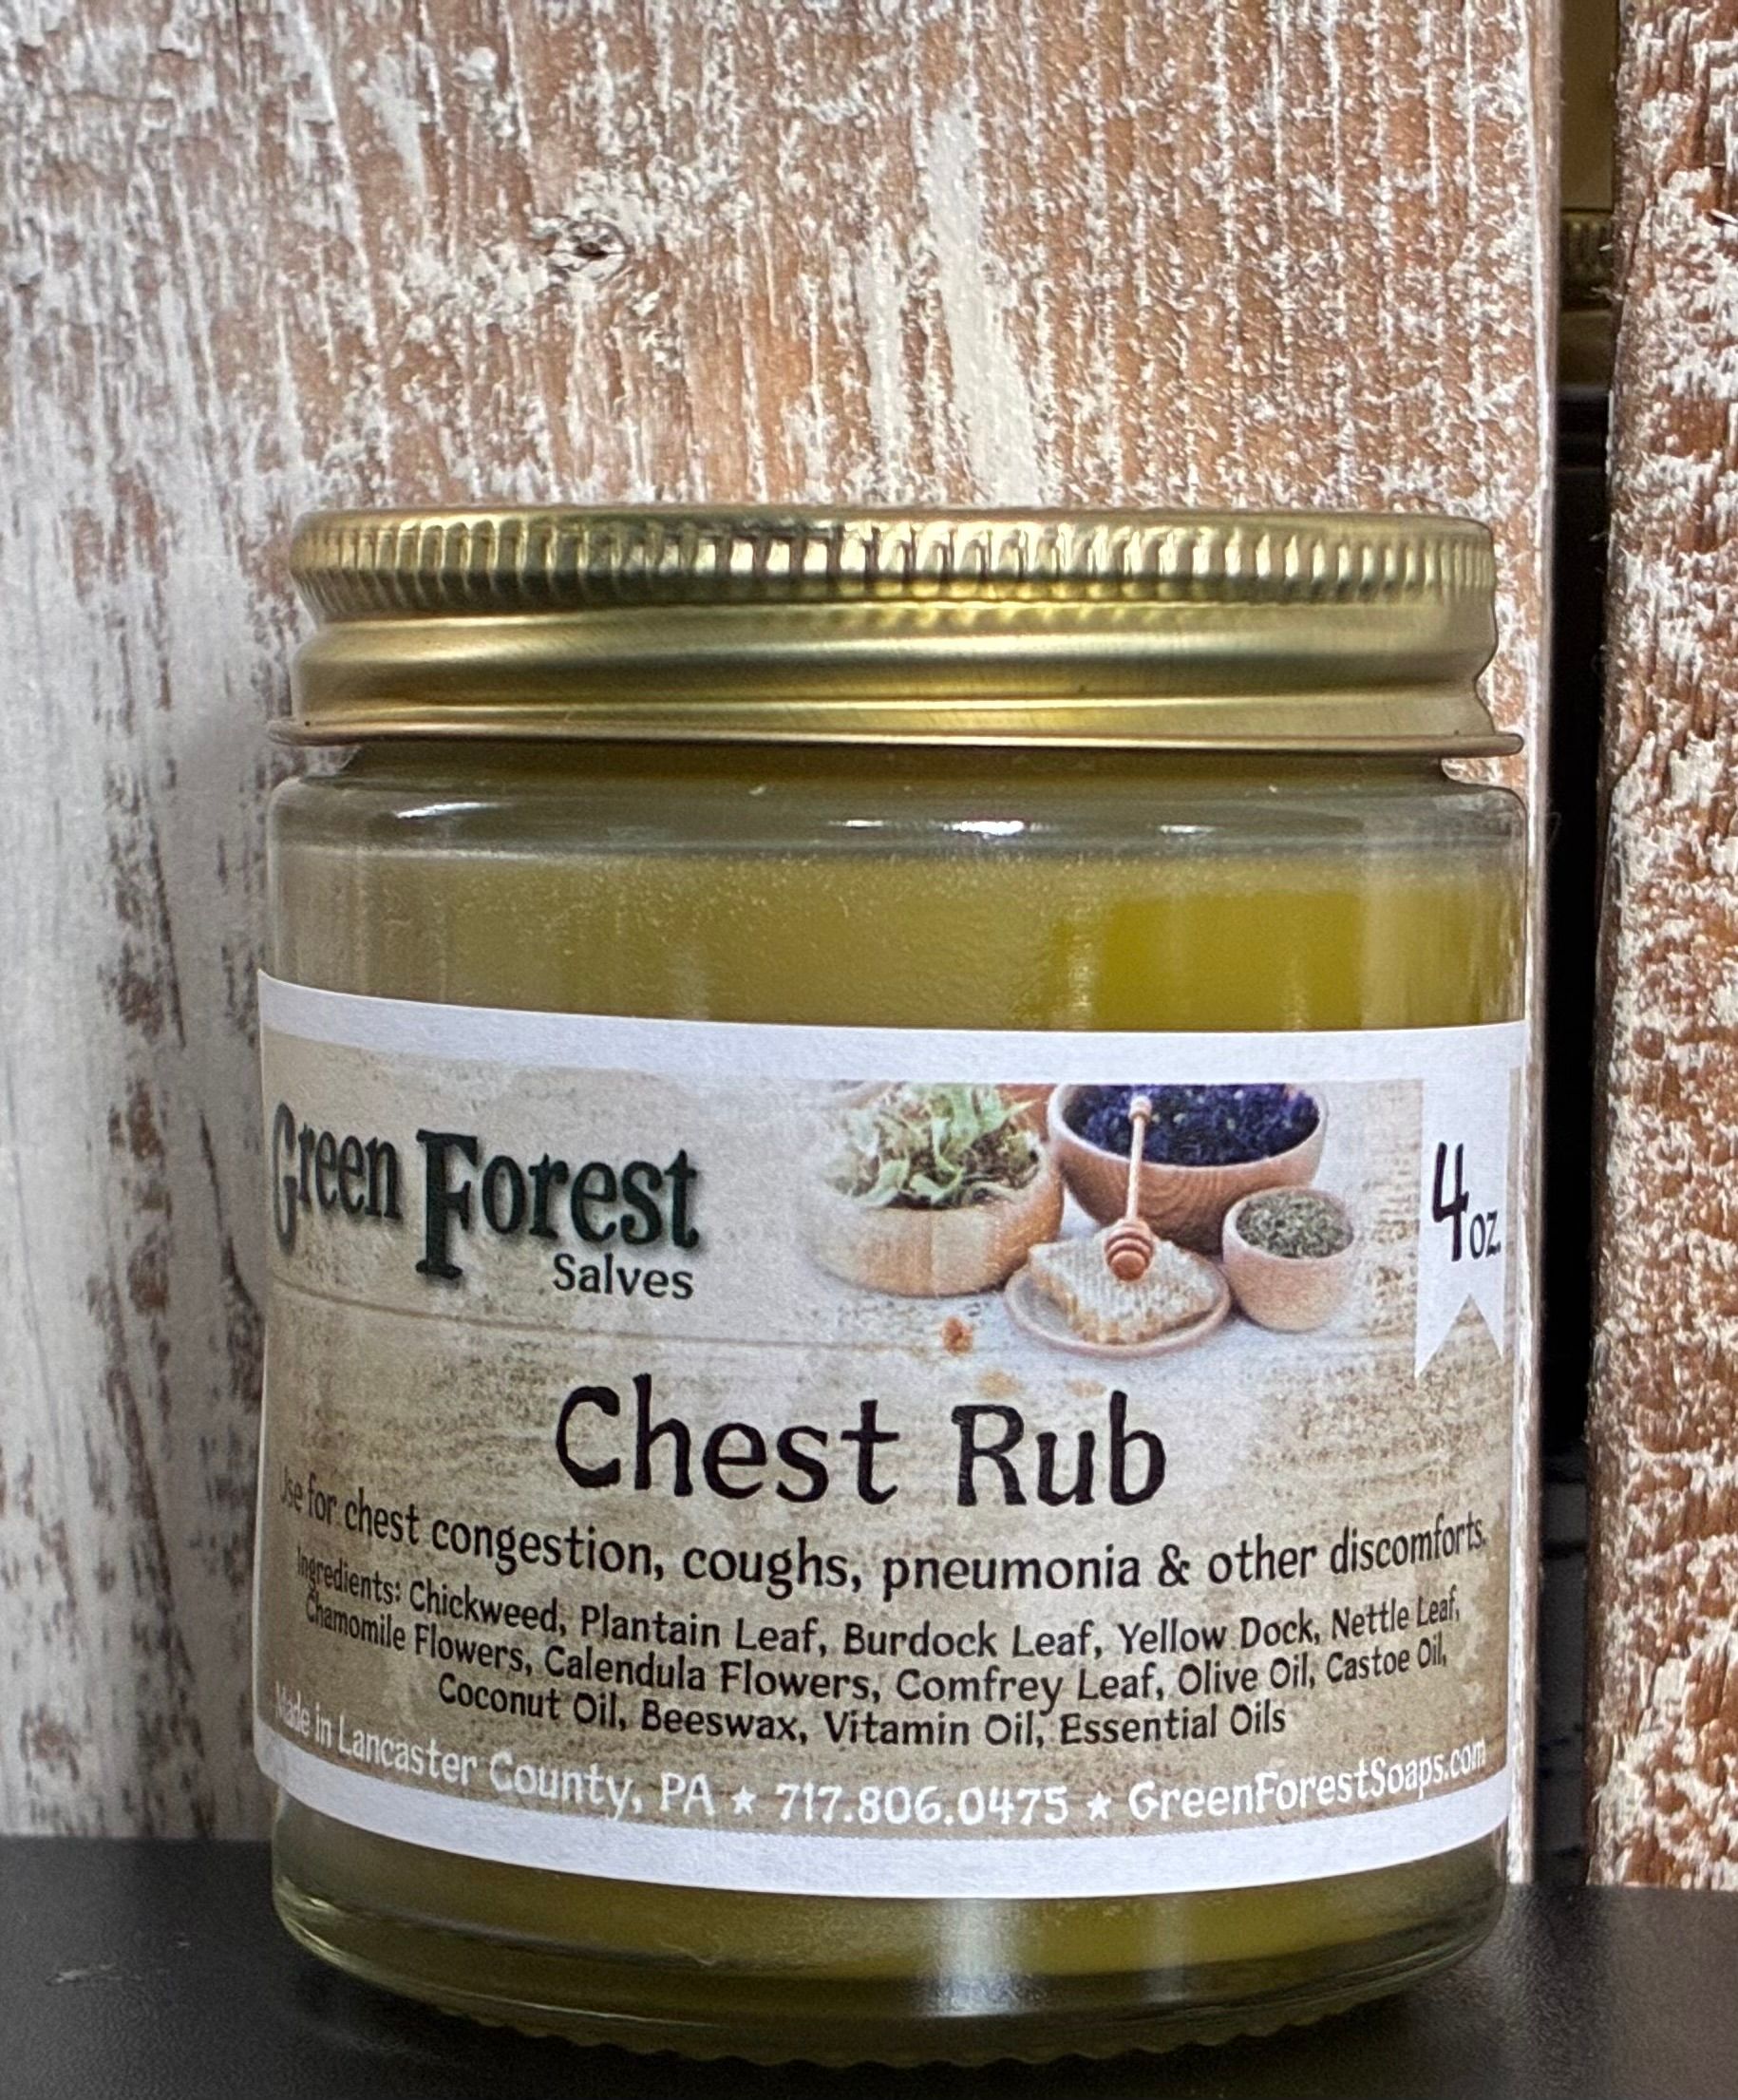 Green Forest
Salves
4 oz.
Chest Rub
Use for chest congestion, coughs, pneumonia & other discomforts.
Ingredients: Chickweed, Plantain Leaf, Burdock Leaf, Yellow Dock, Nettle Leaf,
Chamomile Flowers, Calendula Flowers, Comfrey Leaf, Olive Oil, Castoe Oil,
Coconut Oil, Beeswax, Vitamin Oil, Essential Oils
Made in Lancaster County, PA ★ 717.806.0475 ★ GreenForestSoaps.com